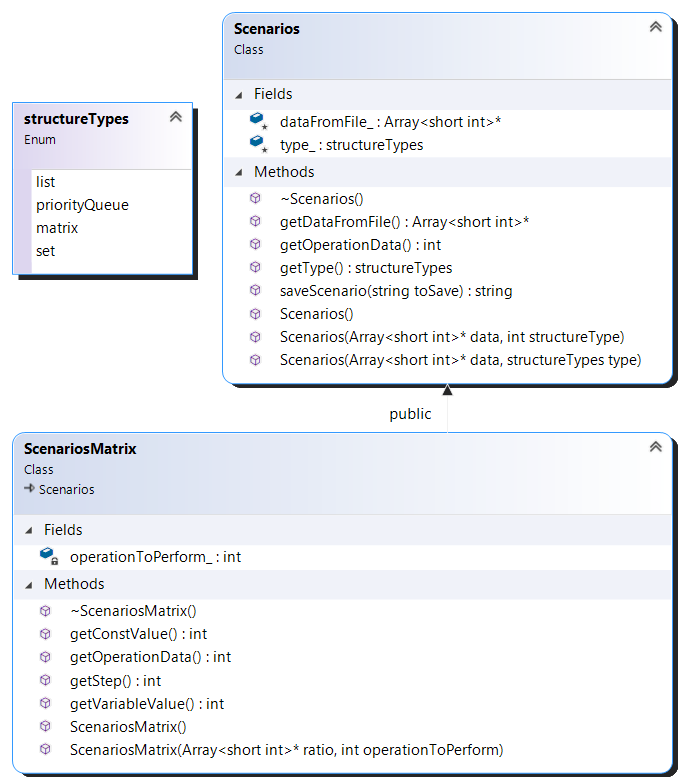 Scenarios
Class
Fields
dataFromFile_ : Array<short int>*
type_ : structureTypes
Methods
~Scenarios()
getDataFromFile() : Array<short int>*
getOperationData() : int
getType() : structureTypes
saveScenario(string toSave) : string
Scenarios()
Scenarios(Array<short int>* data, int structureType)
Scenarios(Array<short int>* data, structureTypes type)
structureTypes
Enum
list
priorityQueue
matrix
set
public
ScenariosMatrix
Class
Scenarios
Fields
operationToPerform_ : int
Methods
~ScenariosMatrix()
getConstValue() : int
getOperationData() : int
getStep() : int
getVariableValue() : int
ScenariosMatrix()
ScenariosMatrix(Array<short int>* ratio, int operationToPerform)